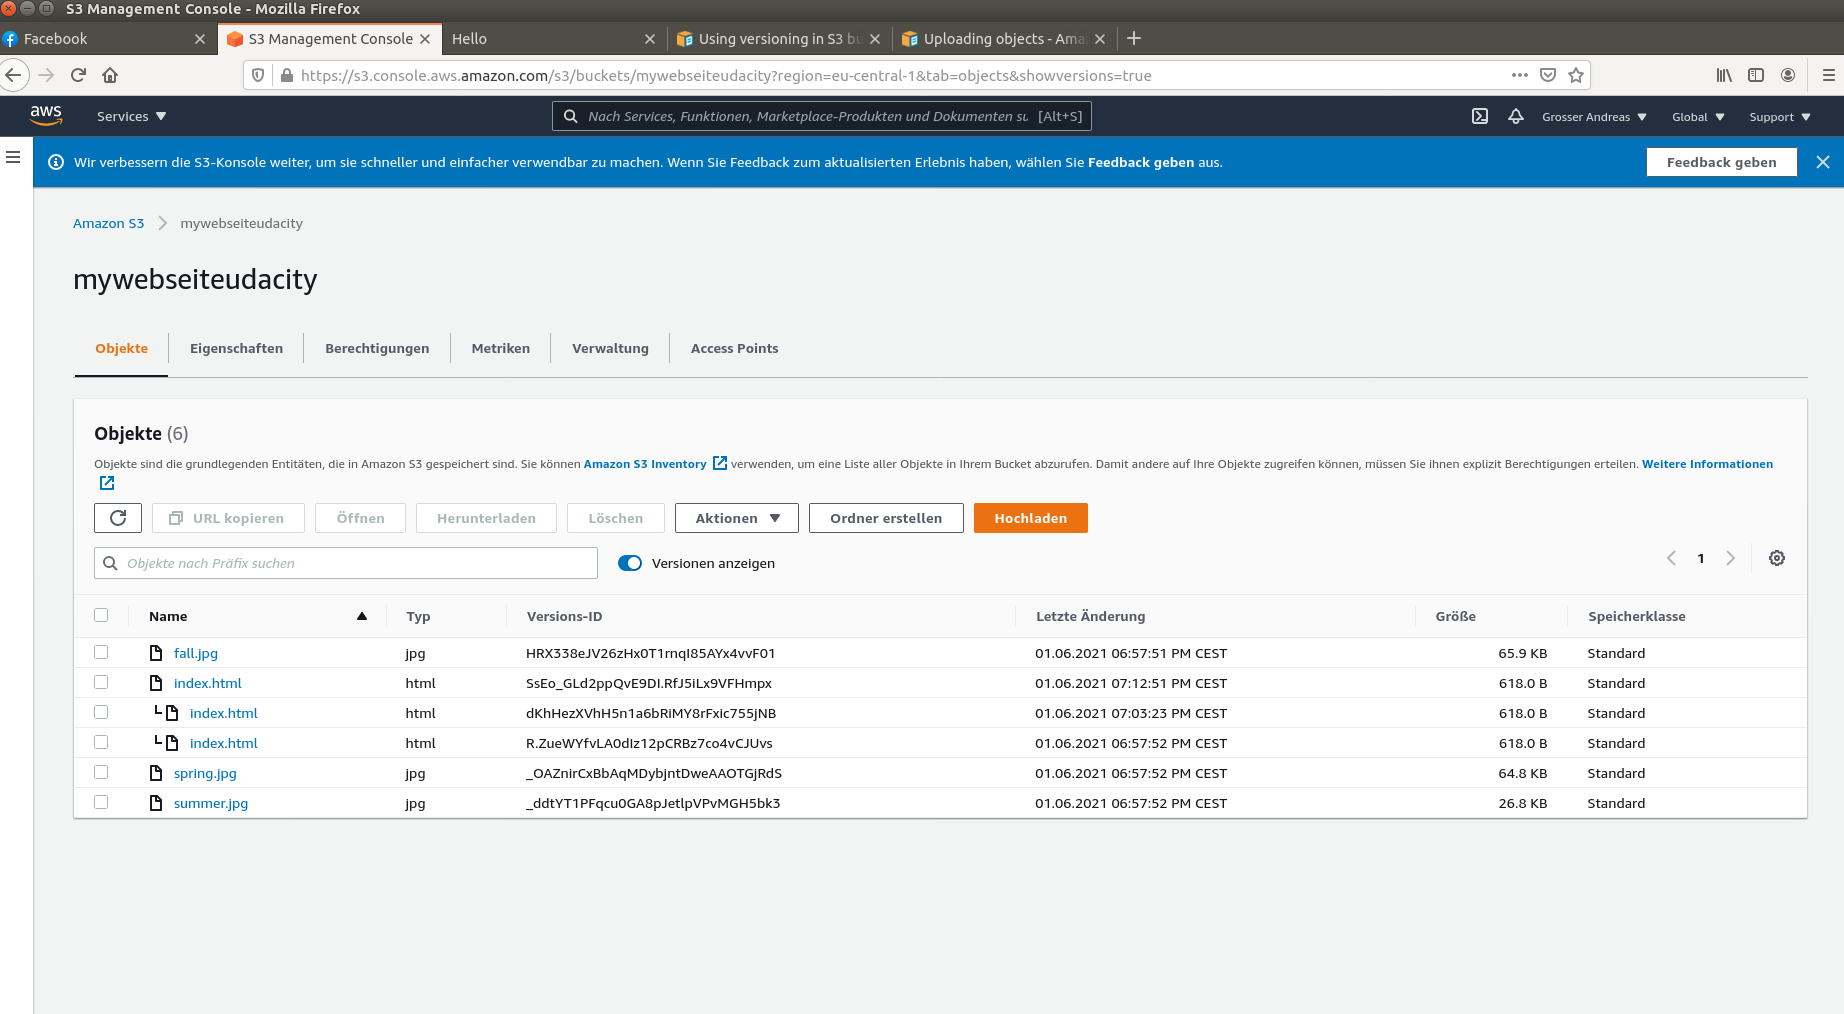 S3 Management Console - Mozilla Firefox
Facebook
S3 Management Console
Hello
Using versioning in S3 bu
Uploading objects - Ama
https://s3.console.aws.amazon.com/s3/buckets/mywebseiteudacity?region=eu-central-1&tab=objects&showversions=true
aws
Services
Nach Services, Funktionen, Marketplace-Produkten und Dokumenten su
[Alt+S]
Grosser Andreas
Global
Support
Wir verbessern die S3-Konsole weiter, um sie schneller und einfacher verwendbar zu machen. Wenn Sie Feedback zum aktualisierten Erlebnis haben, wählen Sie Feedback geben aus.
Feedback geben
Amazon S3
mywebseiteudacity
mywebseiteudacity
Objekte
Eigenschaften
Berechtigungen
Metriken
Verwaltung
Access Points
Objekte (6)
Objekte sind die grundlegenden Entitäten, die in Amazon S3 gespeichert sind. Sie können Amazon S3 Inventory verwenden, um eine Liste aller Objekte in Ihrem Bucket abzurufen. Damit andere auf Ihre Objekte zugreifen können, müssen Sie ihnen explizit Berechtigungen erteilen. Weitere Informationen
URL kopieren
Öffnen
Herunterladen
Löschen
Aktionen
Ordner erstellen
Hochladen
Objekte nach Präfix suchen
Versionen anzeigen
1
Name Typ Versions-ID Letzte Änderung Größe Speicherklasse
fall.jpg jpg HRX338eJV26zHx0T1rnqI85AYx4vvF01 01.06.2021 06:57:51 PM CEST 65.9 KB Standard
index.html html SsEo_GLd2ppQvE9DI.RfJ5iLx9VFHmpx 01.06.2021 07:12:51 PM CEST 618.0 B Standard
index.html html dKhHezXVhH5n1a6bRiMY8rFxic755jNB 01.06.2021 07:03:23 PM CEST 618.0 B Standard
index.html html R.ZueWYfvLA0dIz12pCRBz7co4vCJUvs 01.06.2021 06:57:52 PM CEST 618.0 B Standard
spring.jpg jpg _OAZnirCxBbAqMDybjntDweAAOTGjRdS 01.06.2021 06:57:52 PM CEST 64.8 KB Standard
summer.jpg jpg _ddtYT1PFqcu0GA8pJetlpVPvMGH5bk3 01.06.2021 06:57:52 PM CEST 26.8 KB Standard